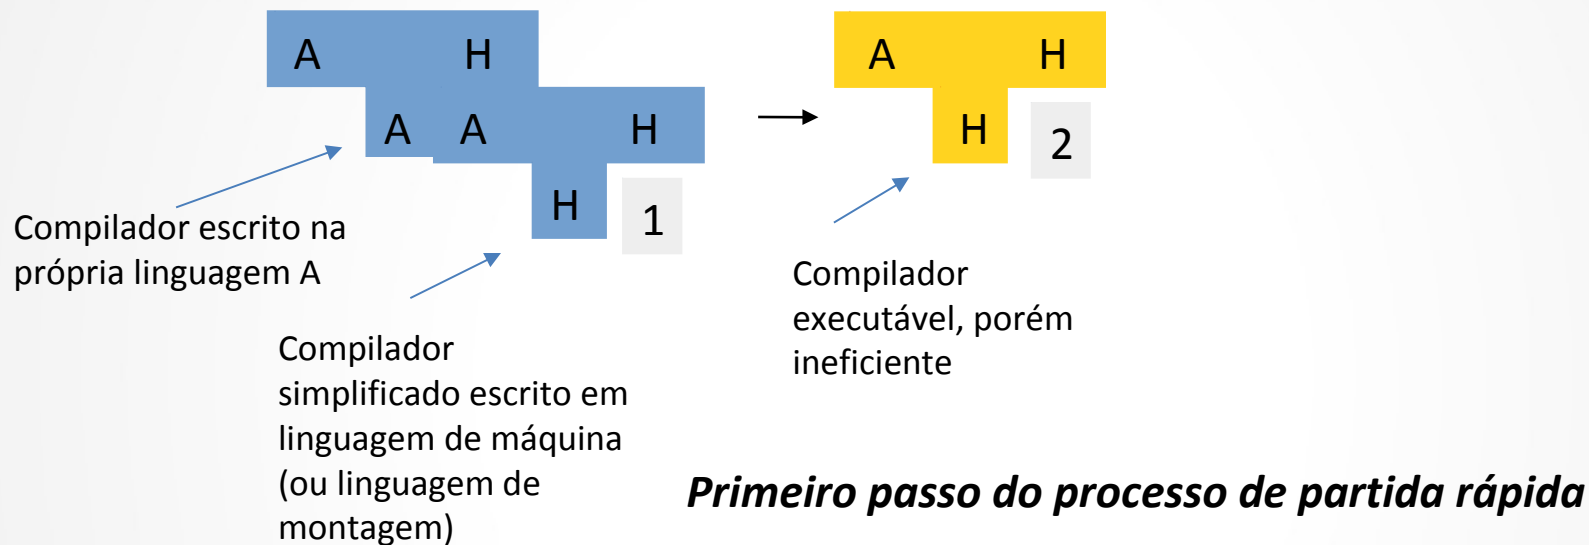 A H
A A H
H 1
A H
H 2
Compilador escrito na
própria linguagem A
Compilador
simplificado escrito em
linguagem de máquina
(ou linguagem de
montagem)
Compilador
executável, porém
ineficiente
Primeiro passo do processo de partida rápida